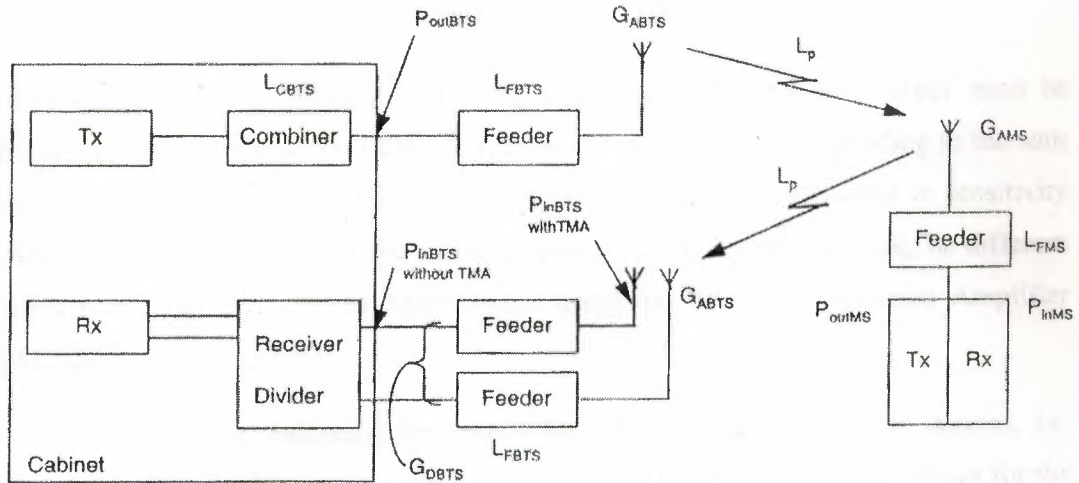 PoutBTS
GABTS
Lp
LCBTS
LFBTS
Tx
Combiner
Feeder
GAMS
Lp
PinBTS
withTMA
Feeder
LFMS
PinBTS
without TMA
GABTS
Rx
Receiver
Divider
Feeder
PoutMS
PinMS
Tx
Rx
Feeder
LFBTS
Cabinet
GDBTS